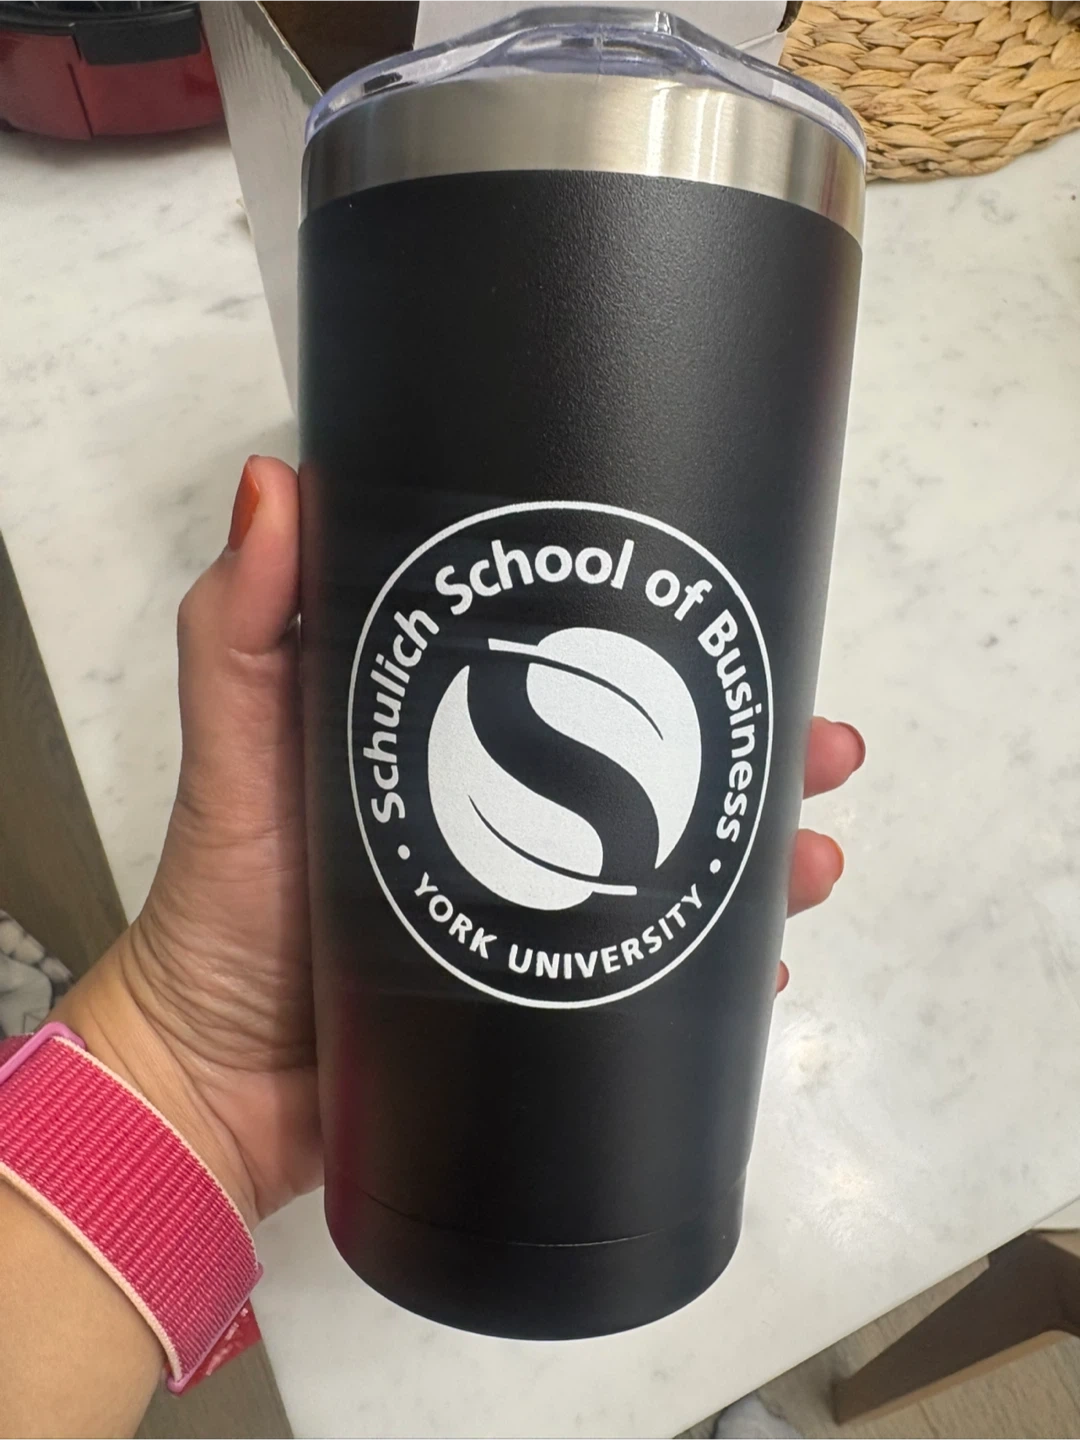 • Schulich School of Business •
YORK UNIVERSITY